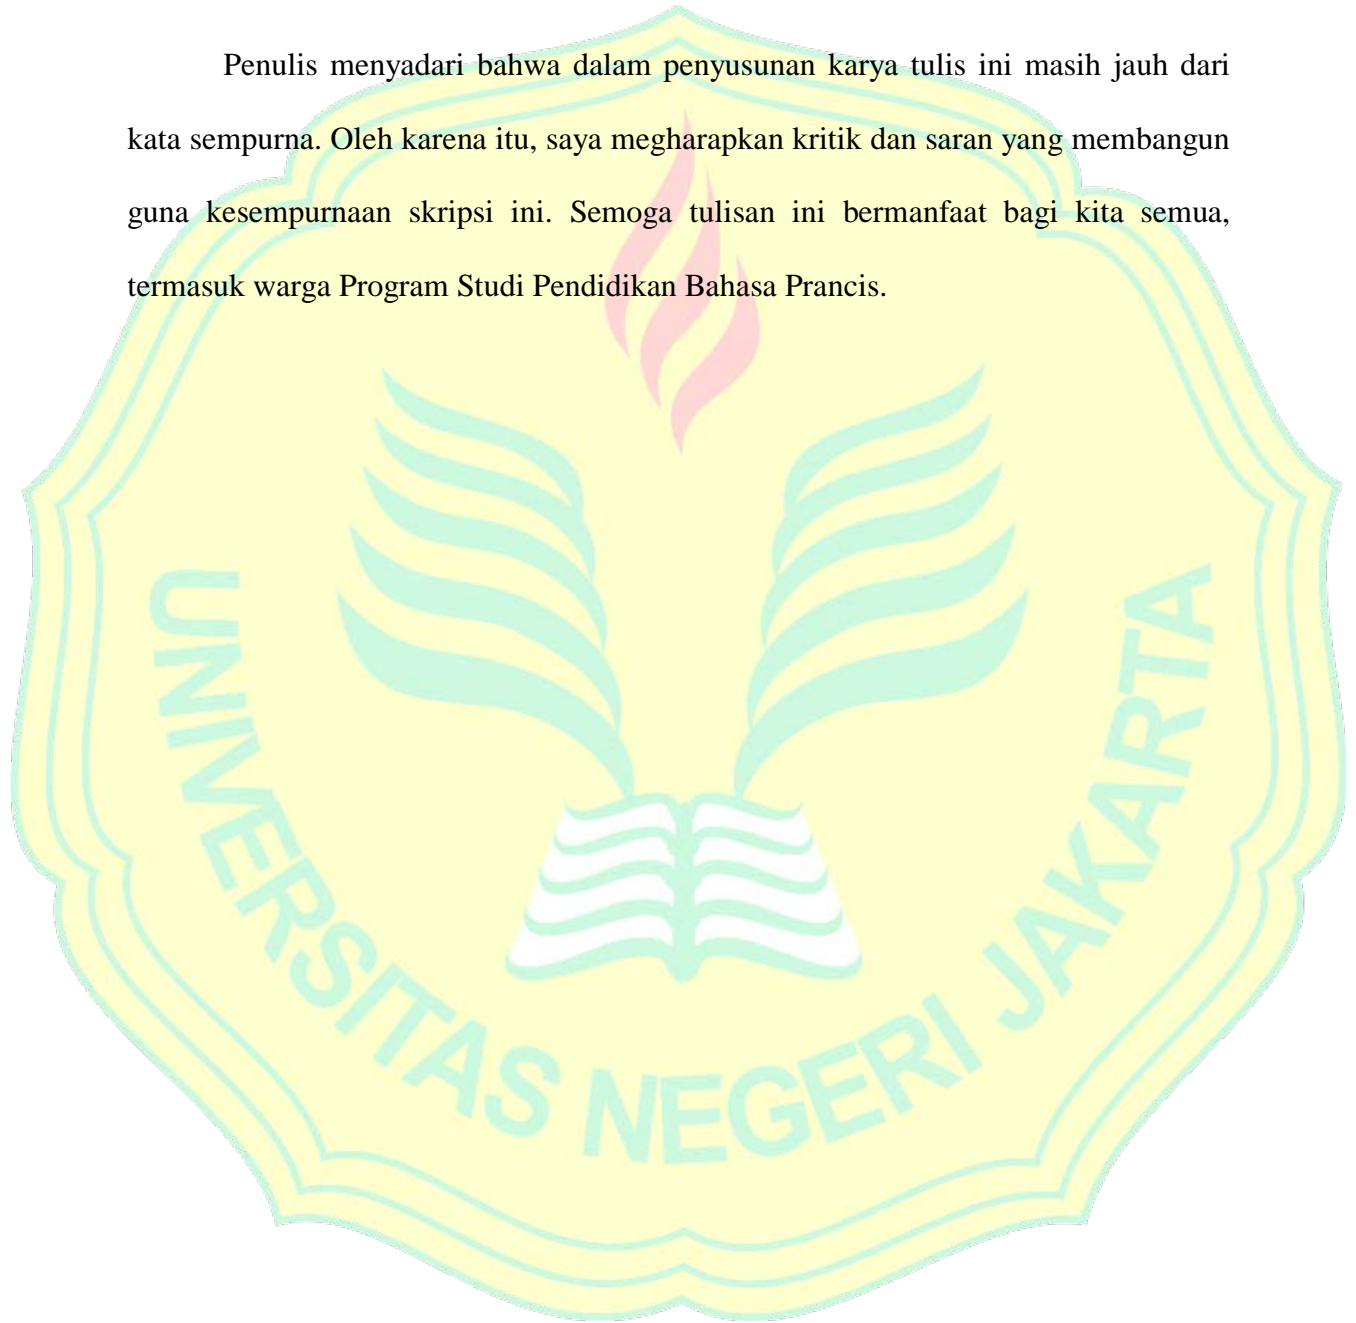 Penulis menyadari bahwa dalam penyusunan karya tulis ini masih jauh dari
kata sempurna. Oleh karena itu, saya megharapkan kritik dan saran yang membangun
guna kesempurnaan skripsi ini. Semoga tulisan ini bermanfaat bagi kita semua,
termasuk warga Program Studi Pendidikan Bahasa Prancis.
UNIVERSITAS NEGERI JAKARTA